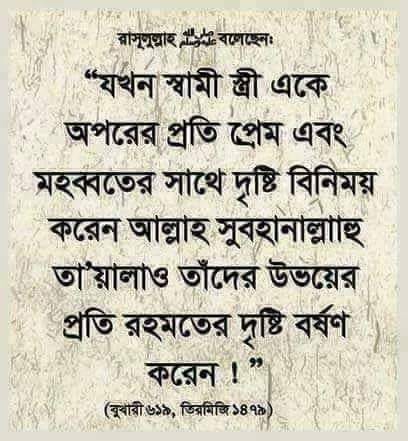 রাসূলুল্লাহ ﷺ বলেছেন:
“যখন স্বামী স্ত্রী একে
অপরের প্রতি প্রেম এবং
মহব্বতের সাথে দৃষ্টি বিনিময়
করেন আল্লাহ সুবহানাল্লাাহু
তা’য়ালাও তাঁদের উভয়ের
প্রতি রহমতের দৃষ্টি বর্ষণ
করেন ! ”
(বুখারী ৬১৯, তিরমিজি ১৪৭৯)